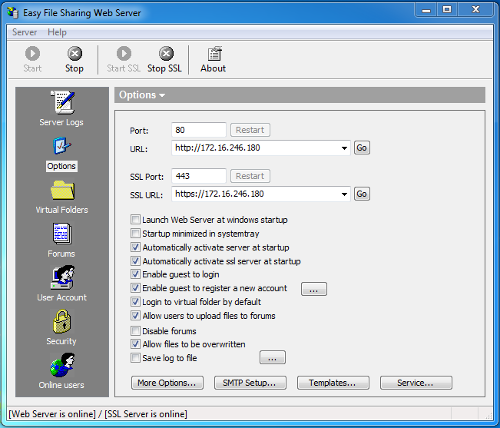 Easy File Sharing Web Server
Server Help
Start Stop Start SSL Stop SSL About
Server Logs
Options
Virtual Folders
Forums
User Account
Security
Online users
Options
Port: 80 Restart
URL: http://172.16.246.180 Go
SSL Port: 443 Restart
SSL URL: https://172.16.246.180 Go
Launch Web Server at windows startup
Startup minimized in systemtray
Automatically activate server at startup
Automatically activate ssl server at startup
Enable guest to login
Enable guest to register a new account ...
Login to virtual folder by default
Allow users to upload files to forums
Disable forums
Allow files to be overwritten
Save log to file ...
More Options... SMTP Setup... Templates... Service...
[Web Server is online] / [SSL Server is online]